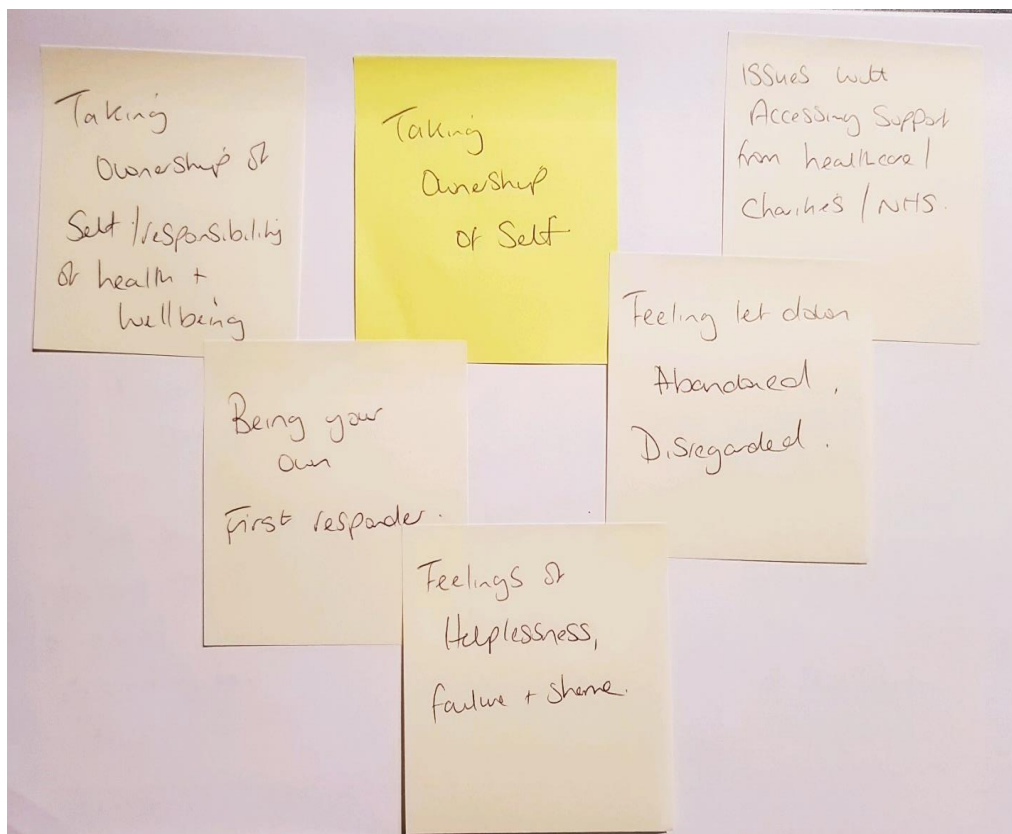 Taking
Ownership of
Self / responsibility
of health +
Wellbeing
Taking
Ownership
of Self.
Issues with
Accessing Support
from healthcare /
Charities / NHS.
Being your
own
First responder.
Feeling let down
Abandoned,
Disregarded.
Feelings of
Helplessness,
failure + shame.